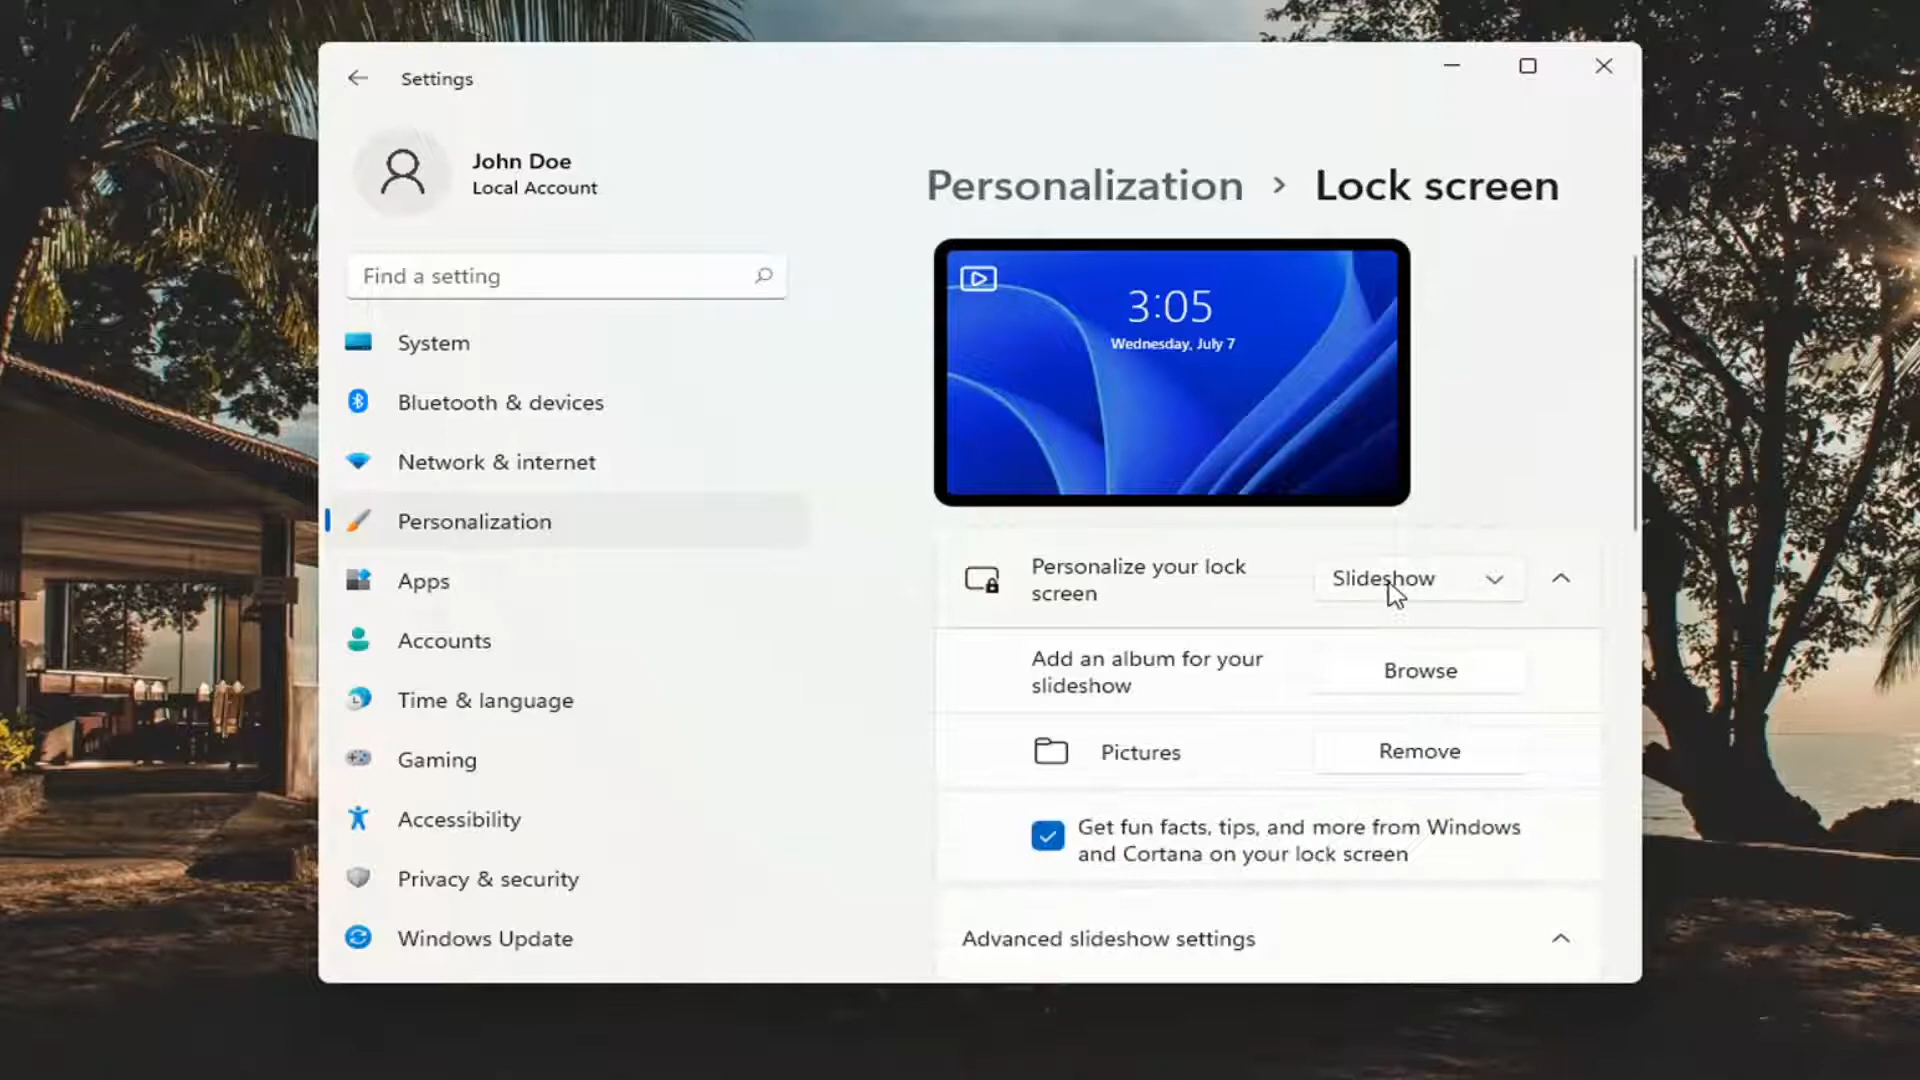 Settings
John Doe
Local Account
Find a setting
System
Bluetooth & devices
Network & internet
Personalization
Apps
Accounts
Time & language
Gaming
Accessibility
Privacy & security
Windows Update
Personalization > Lock screen
3:05
Wednesday, July 7
Personalize your lock
screen
Slideshow
Add an album for your
slideshow
Browse
Pictures
Remove
Get fun facts, tips, and more from Windows
and Cortana on your lock screen
Advanced slideshow settings